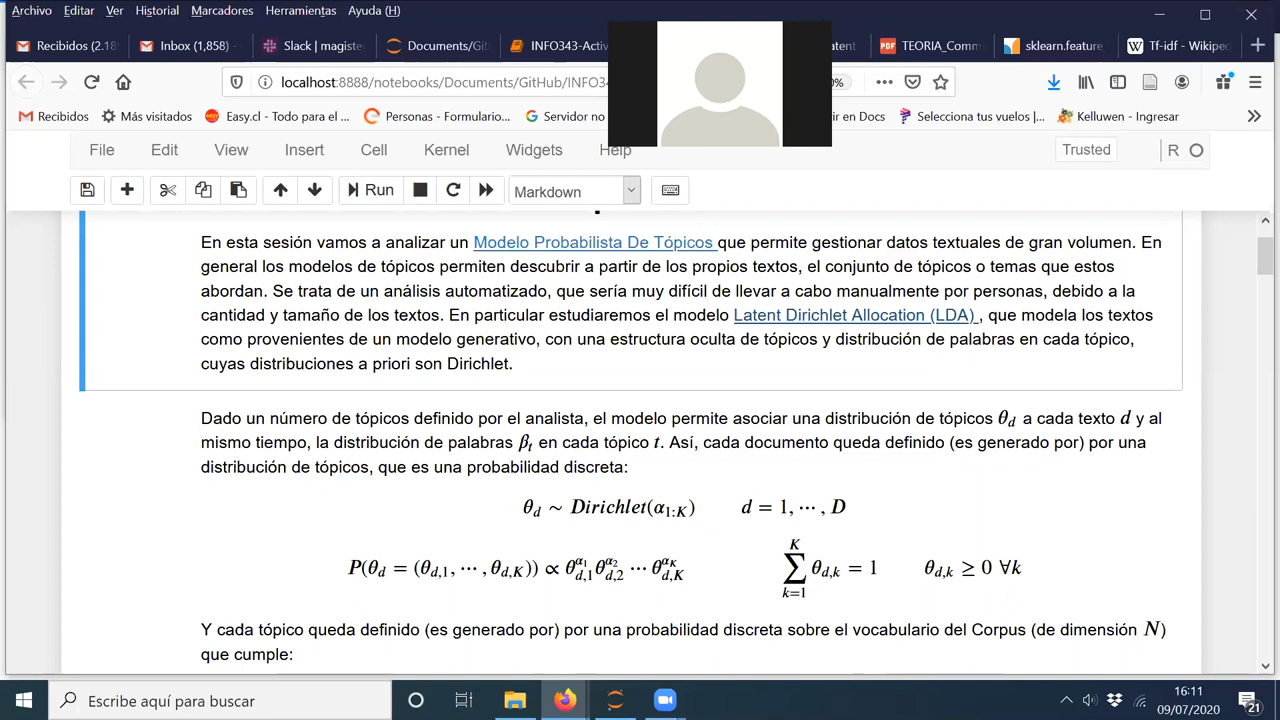 Archivo Editar Ver Historial Marcadores Herramientas Ayuda (H)
Recibidos (2.18 Inbox (1,858) - Slack | magiste Documents/Git INFO343-Activ atent TEORIA_Comm sklearn.feature. Tf-idf - Wikipe
localhost:8888/notebooks/Documents/GitHub/INFO34 0%
Recibidos Más visitados Easy.cl - Todo para el ... Personas - Formulario... Servidor no ir en Docs Selecciona tus vuelos |... Kelluwen - Ingresar
File Edit View Insert Cell Kernel Widgets Help Trusted R
Run Markdown
En esta sesión vamos a analizar un Modelo Probabilista De Tópicos que permite gestionar datos textuales de gran volumen. En
general los modelos de tópicos permiten descubrir a partir de los propios textos, el conjunto de tópicos o temas que estos
abordan. Se trata de un análisis automatizado, que sería muy difícil de llevar a cabo manualmente por personas, debido a la
cantidad y tamaño de los textos. En particular estudiaremos el modelo Latent Dirichlet Allocation (LDA) , que modela los textos
como provenientes de un modelo generativo, con una estructura oculta de tópicos y distribución de palabras en cada tópico,
cuyas distribuciones a priori son Dirichlet.
Dado un número de tópicos definido por el analista, el modelo permite asociar una distribución de tópicos θ_d a cada texto d y al
mismo tiempo, la distribución de palabras β_t en cada tópico t. Así, cada documento queda definido (es generado por) por una
distribución de tópicos, que es una probabilidad discreta:
θ_d ∼ Dirichlet(α_{1:K}) d = 1, ⋯ , D
P(θ_d = (θ_{d,1}, ⋯ , θ_{d,K})) ∝ θ_{d,1}^{α_1} θ_{d,2}^{α_2} ⋯ θ_{d,K}^{α_K} ∑_{k=1}^{K} θ_{d,k} = 1 θ_{d,k} ≥ 0 ∀k
Y cada tópico queda definido (es generado por) por una probabilidad discreta sobre el vocabulario del Corpus (de dimensión N)
que cumple:
Escribe aquí para buscar
16:11
09/07/2020
21